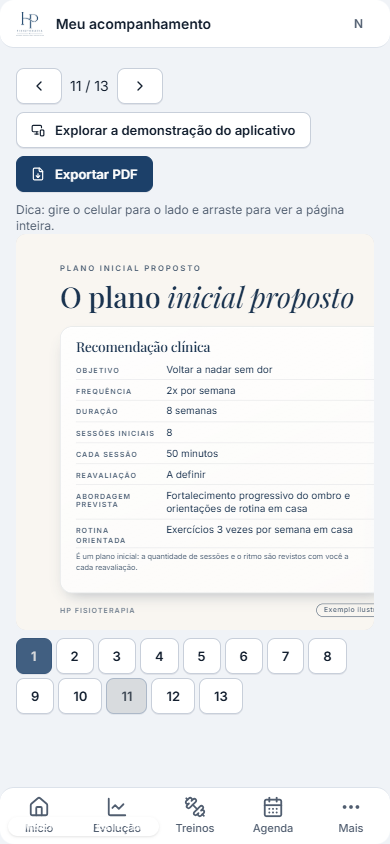 HP
Meu acompanhamento
N
11 / 13
Explorar a demonstração do aplicativo
Exportar PDF
Dica: gire o celular para o lado e arraste para ver a página
inteira.
PLANO INICIAL PROPOSTO
O plano inicial proposto
Recomendação clínica
OBJETIVO Voltar a nadar sem dor
FREQUÊNCIA 2x por semana
DURAÇÃO 8 semanas
SESSÕES INICIAIS 8
CADA SESSÃO 50 minutos
REAVALIAÇÃO A definir
ABORDAGEM PREVISTA Fortalecimento progressivo do ombro e
orientações de rotina em casa
ROTINA ORIENTADA Exercícios 3 vezes por semana em casa
É um plano inicial: a quantidade de sessões e o ritmo são revistos com você a
cada reavaliação.
HP FISIOTERAPIA Exemplo ilust
1 2 3 4 5 6 7 8
9 10 11 12 13
Início Evolução Treinos Agenda Mais